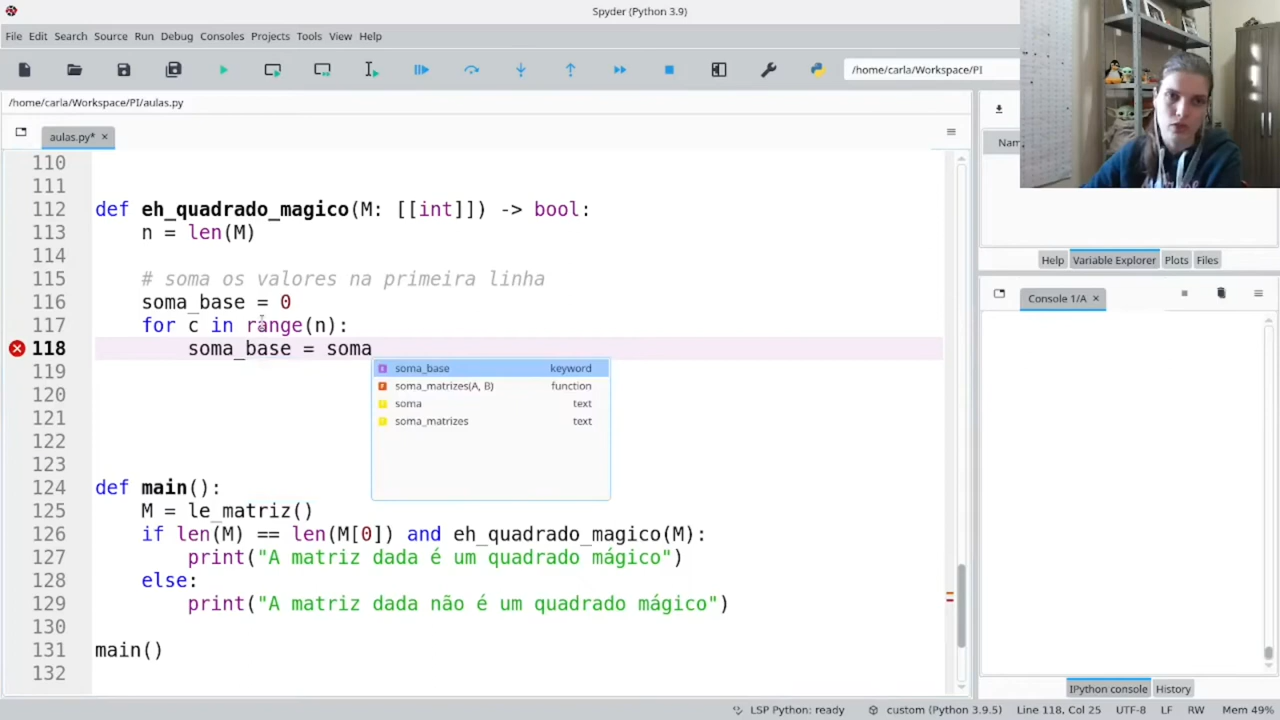 Spyder (Python 3.9)
File Edit Search Source Run Debug Consoles Projects Tools View Help
/home/carla/Workspace/PI
/home/carla/Workspace/PI/aulas.py
aulas.py*
Nam
110
111
112 def eh_quadrado_magico(M: [[int]]) -> bool:
113 n = len(M)
114
115 # soma os valores na primeira linha
116 soma_base = 0
117 for c in range(n):
118 soma_base = soma
soma_base keyword
soma_matrizes(A, B) function
soma text
soma_matrizes text
119
120
121
122
123
124 def main():
125 M = le_matriz()
126 if len(M) == len(M[0]) and eh_quadrado_magico(M):
127 print("A matriz dada é um quadrado mágico")
128 else:
129 print("A matriz dada não é um quadrado mágico")
130
131 main()
132
Help Variable Explorer Plots Files
Console 1/A
IPython console History
LSP Python: ready custom (Python 3.9.5) Line 118, Col 25 UTF-8 LF RW Mem 49%